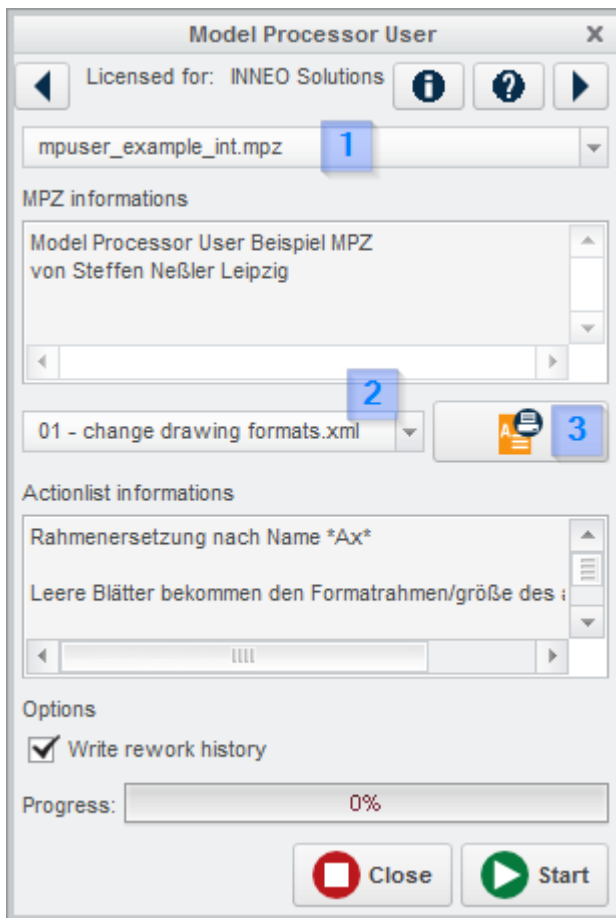 Model Processor User
Licensed for: INNEO Solutions
mpuser_example_int.mpz
1
MPZ informations
Model Processor User Beispiel MPZ
von Steffen Neßler Leipzig
2
01 - change drawing formats.xml
3
Actionlist informations
Rahmenersetzung nach Name *Ax*
Leere Blätter bekommen den Formatrahmen/größe des
Options
Write rework history
Progress: 0%
Close Start